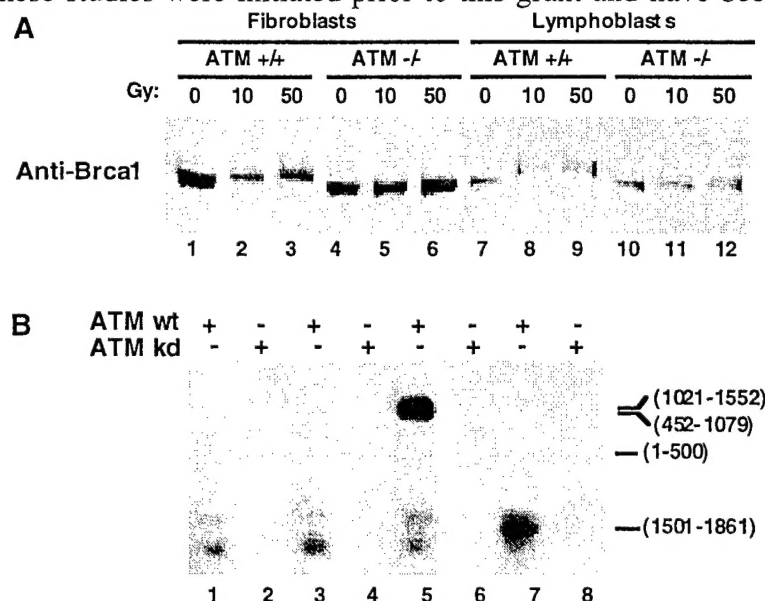 these studies were initiated prior to this grant and have
A
Fibroblasts Lymphoblasts
ATM +/+ ATM -/- ATM +/+ ATM -/-
Gy: 0 10 50 0 10 50 0 10 50 0 10 50
Anti-Brca1
1 2 3 4 5 6 7 8 9 10 11 12
B
ATM wt + - + - + - + -
ATM kd - + - + - + - +
(1021-1552)
(452-1079)
(1-500)
(1501-1861)
1 2 3 4 5 6 7 8